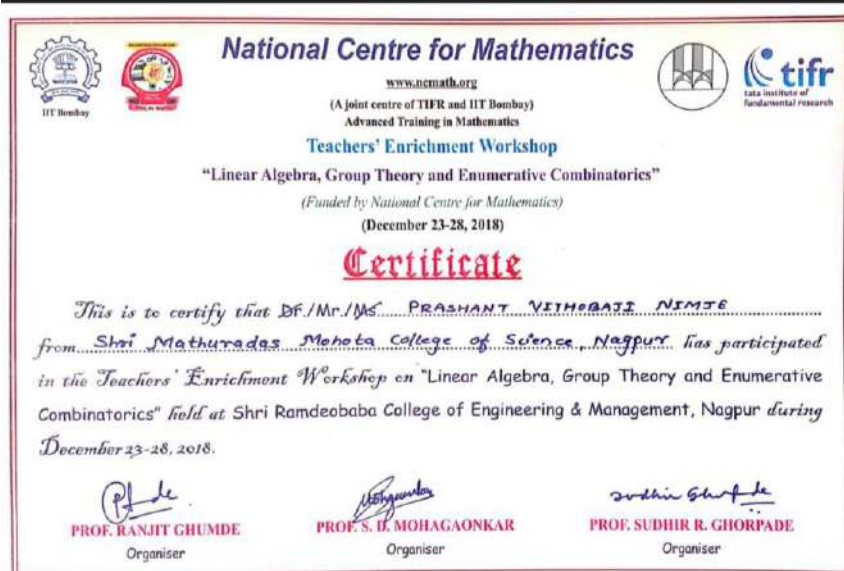 National Centre for Mathematics
www.ncmath.org
(A joint centre of TIFR and IIT Bombay)
Advanced Training in Mathematics
IIT Bombay
tifr
tata institute of
fundamental research
Teachers' Enrichment Workshop
"Linear Algebra, Group Theory and Enumerative Combinatorics"
(Funded by National Centre for Mathematics)
(December 23-28, 2018)
Certificate
This is to certify that Dr./Mr./Ms. PRASHANT VITHOBAJI NIMJE
from Shri Mathuradas Mohota College of Science, Nagpur has participated
in the Teachers' Enrichment Workshop on "Linear Algebra, Group Theory and Enumerative
Combinatorics" held at Shri Ramdeobaba College of Engineering & Management, Nagpur during
December 23-28, 2018.
sudhir Ghorpade
PROF. RANJIT GHUMDE
PROF. S. D. MOHAGAONKAR
PROF. SUDHIR R. GHORPADE
Organiser
Organiser
Organiser